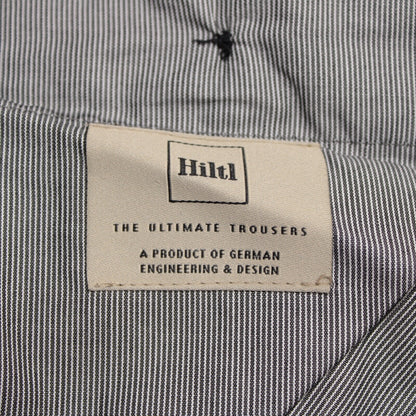 Hiltl
THE ULTIMATE TROUSERS
A PRODUCT OF GERMAN
ENGINEERING & DESIGN